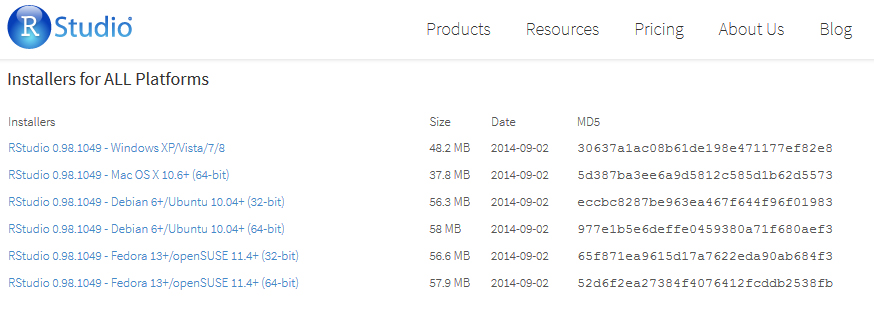 R Studio®
Products Resources Pricing About Us Blog
Installers for ALL Platforms
Installers Size Date MD5
RStudio 0.98.1049 - Windows XP/Vista/7/8 48.2 MB 2014-09-02 30637a1ac08b61de198e471177ef82e8
RStudio 0.98.1049 - Mac OS X 10.6+ (64-bit) 37.8 MB 2014-09-02 5d387ba3ee6a9d5812c585d1b62d5573
RStudio 0.98.1049 - Debian 6+/Ubuntu 10.04+ (32-bit) 56.3 MB 2014-09-02 eccbc8287be963ea467f644f96f01983
RStudio 0.98.1049 - Debian 6+/Ubuntu 10.04+ (64-bit) 58 MB 2014-09-02 977e1b5e6deffe0459380a71f680aef3
RStudio 0.98.1049 - Fedora 13+/openSUSE 11.4+ (32-bit) 56.6 MB 2014-09-02 65f871ea9615d17a7622eda90ab684f3
RStudio 0.98.1049 - Fedora 13+/openSUSE 11.4+ (64-bit) 57.9 MB 2014-09-02 52d6f2ea27384f4076412fcddb2538fb